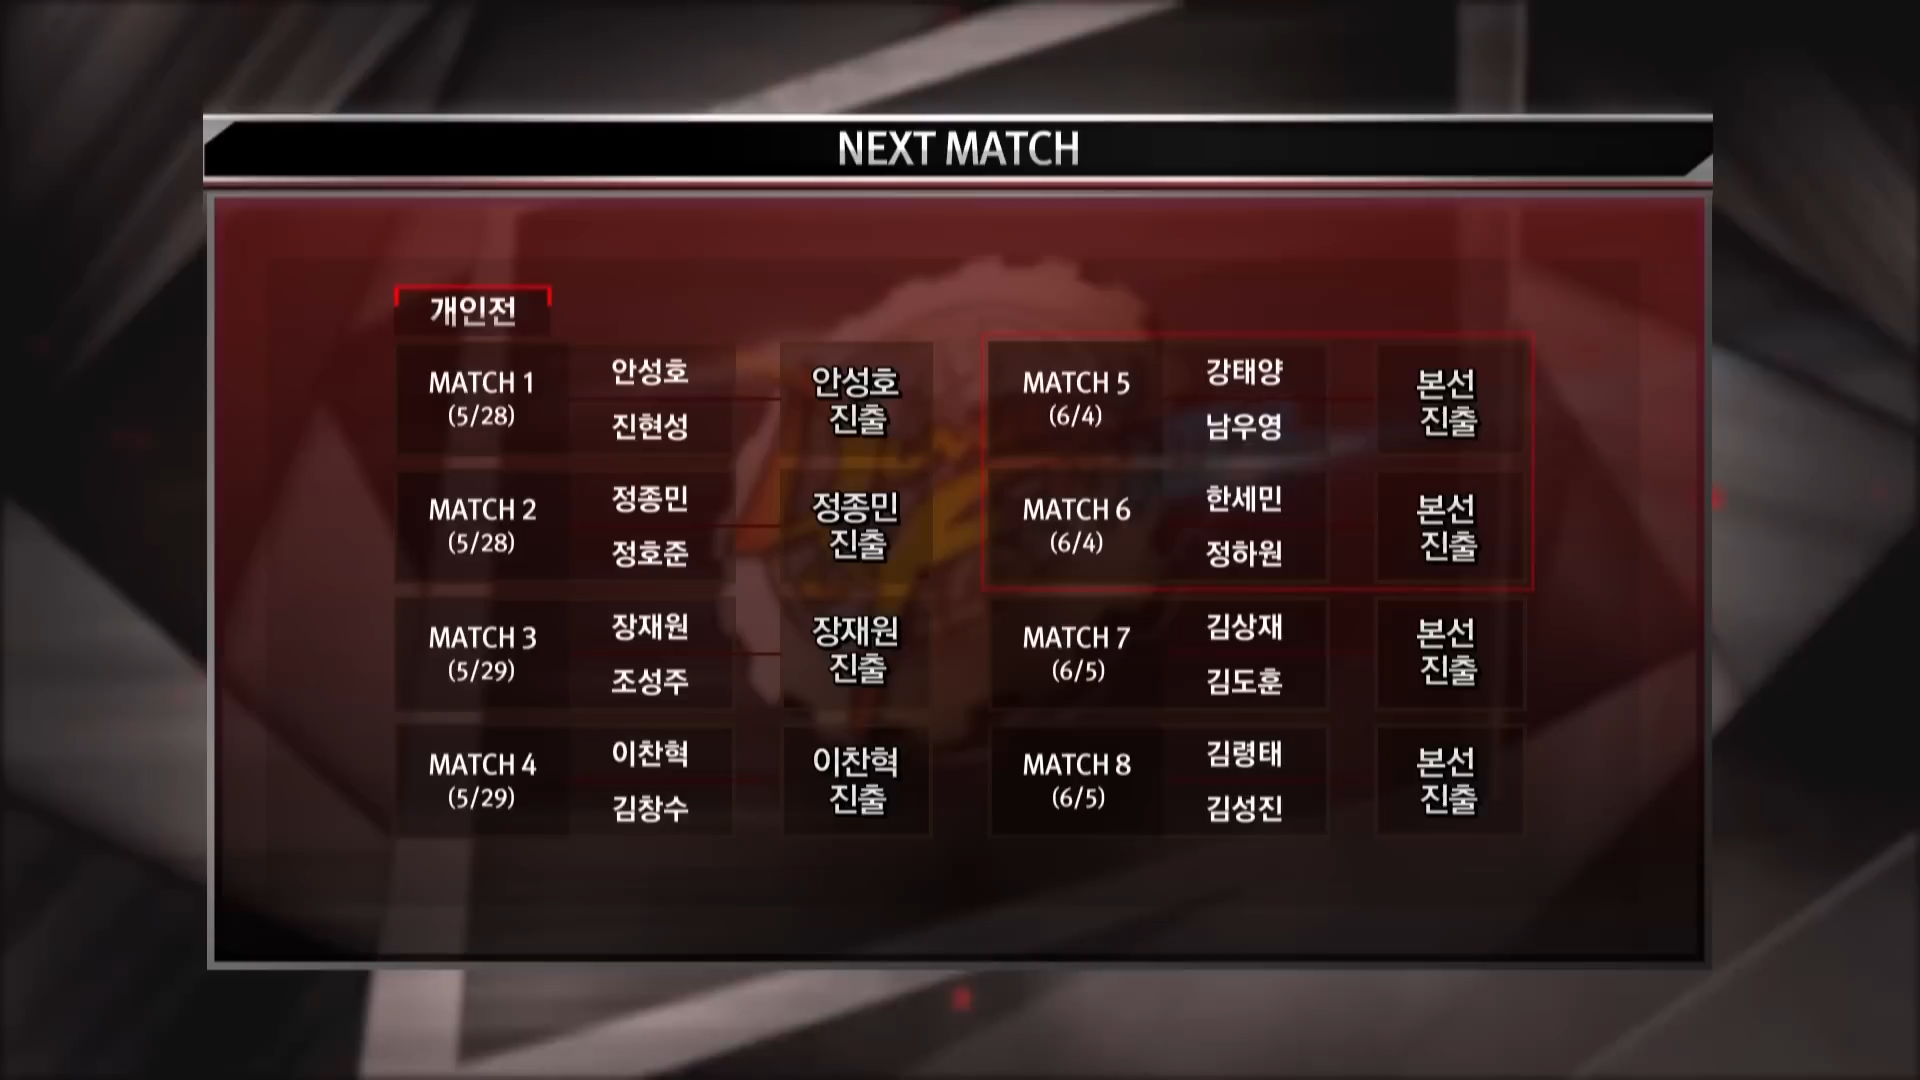 NEXT MATCH
개인전
MATCH 1
(5/28)
안성호
진현성
안성호
진출
MATCH 2
(5/28)
정종민
정호준
정종민
진출
MATCH 3
(5/29)
장재원
조성주
장재원
진출
MATCH 4
(5/29)
이찬혁
김창수
이찬혁
진출
MATCH 5
(6/4)
강태양
남우영
본선
진출
MATCH 6
(6/4)
한세민
정하원
본선
진출
MATCH 7
(6/5)
김상재
김도훈
본선
진출
MATCH 8
(6/5)
김령태
김성진
본선
진출